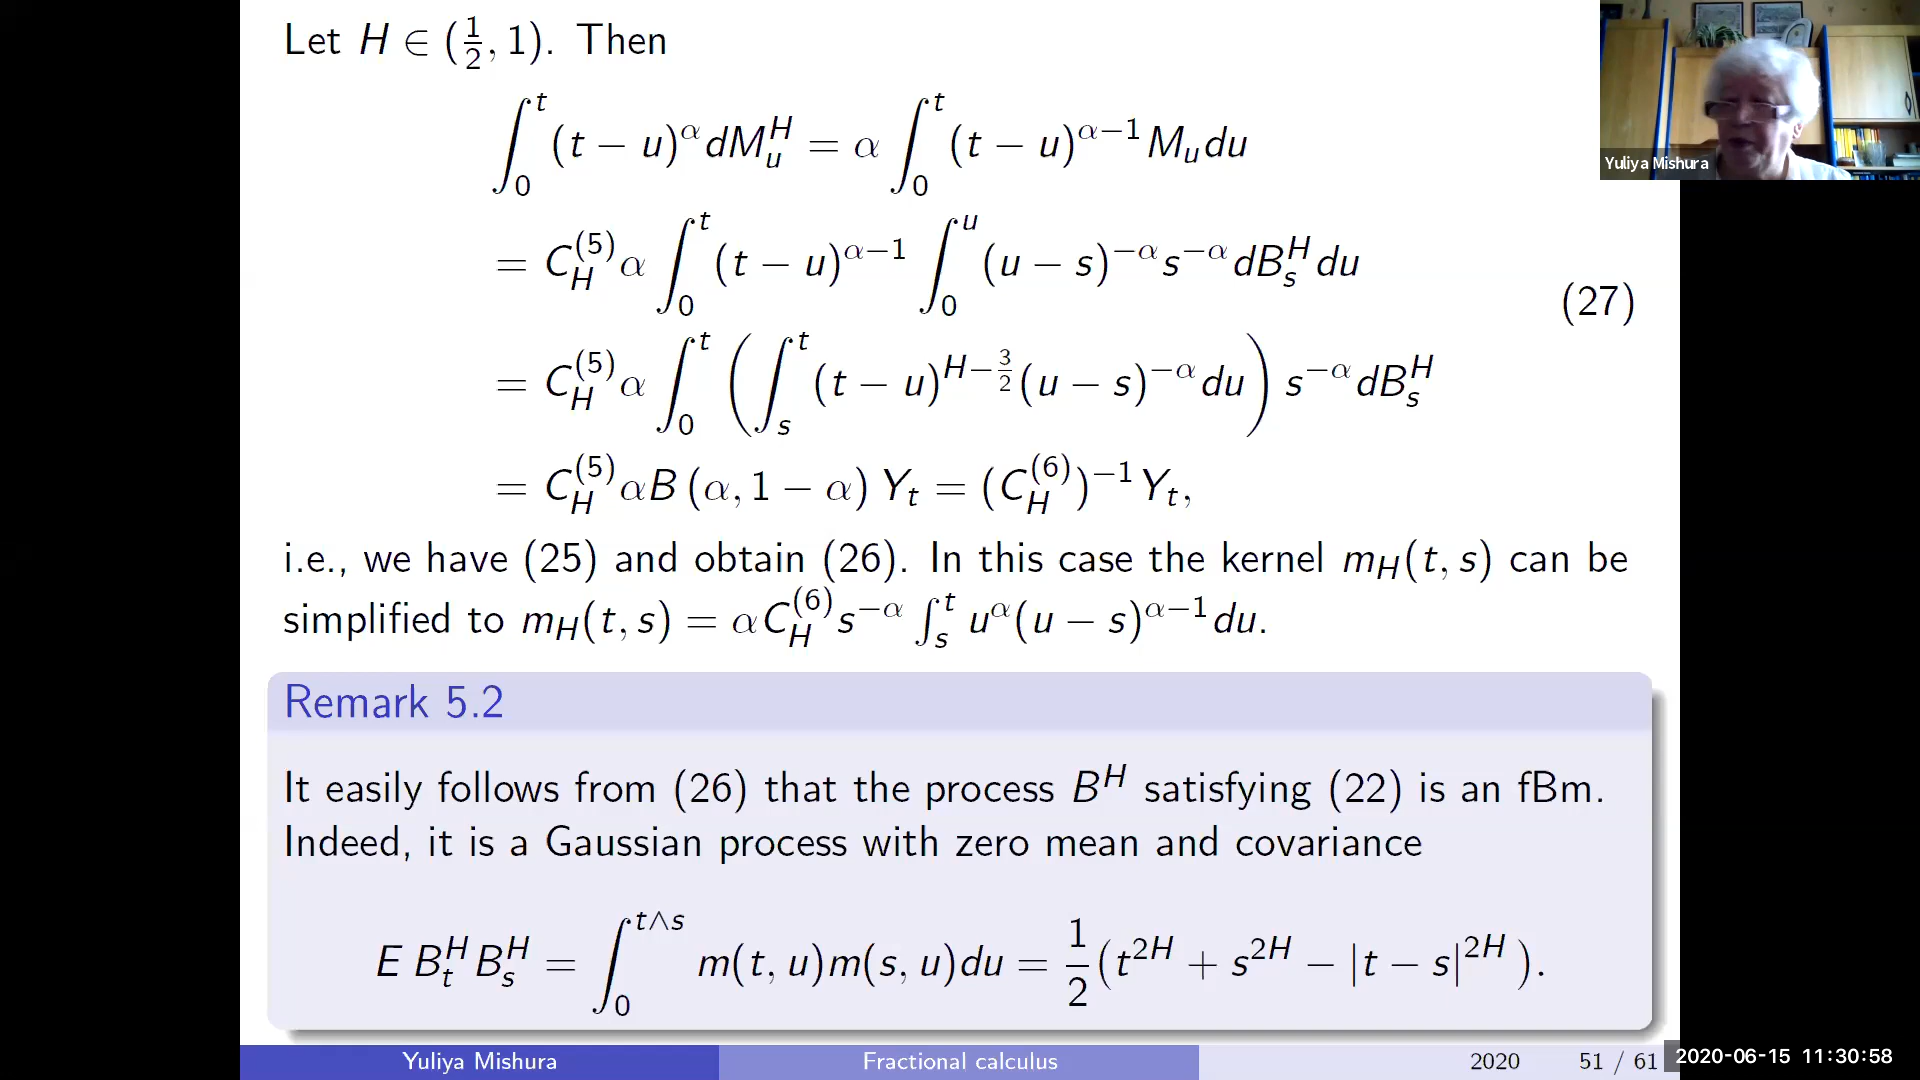 Let H ∈ (1/2, 1). Then
∫_0^t (t − u)^α dM_u^H = α ∫_0^t (t − u)^{α−1} M_u du
= C_H^{(5)} α ∫_0^t (t − u)^{α−1} ∫_0^u (u − s)^{−α} s^{−α} dB_s^H du
(27)
= C_H^{(5)} α ∫_0^t ( ∫_s^t (t − u)^{H−3/2} (u − s)^{−α} du ) s^{−α} dB_s^H
= C_H^{(5)} αB (α, 1 − α) Y_t = (C_H^{(6)})^{−1} Y_t,
i.e., we have (25) and obtain (26). In this case the kernel m_H(t, s) can be
simplified to m_H(t, s) = αC_H^{(6)} s^{−α} ∫_s^t u^α (u − s)^{α−1} du.
Remark 5.2
It easily follows from (26) that the process B^H satisfying (22) is an fBm.
Indeed, it is a Gaussian process with zero mean and covariance
E B_t^H B_s^H = ∫_0^{t∧s} m(t, u)m(s, u)du = 1/2 (t^{2H} + s^{2H} − |t − s|^{2H}).
Yuliya Mishura Fractional calculus 2020 51 / 61
Yuliya Mishura
2020-06-15 11:30:58